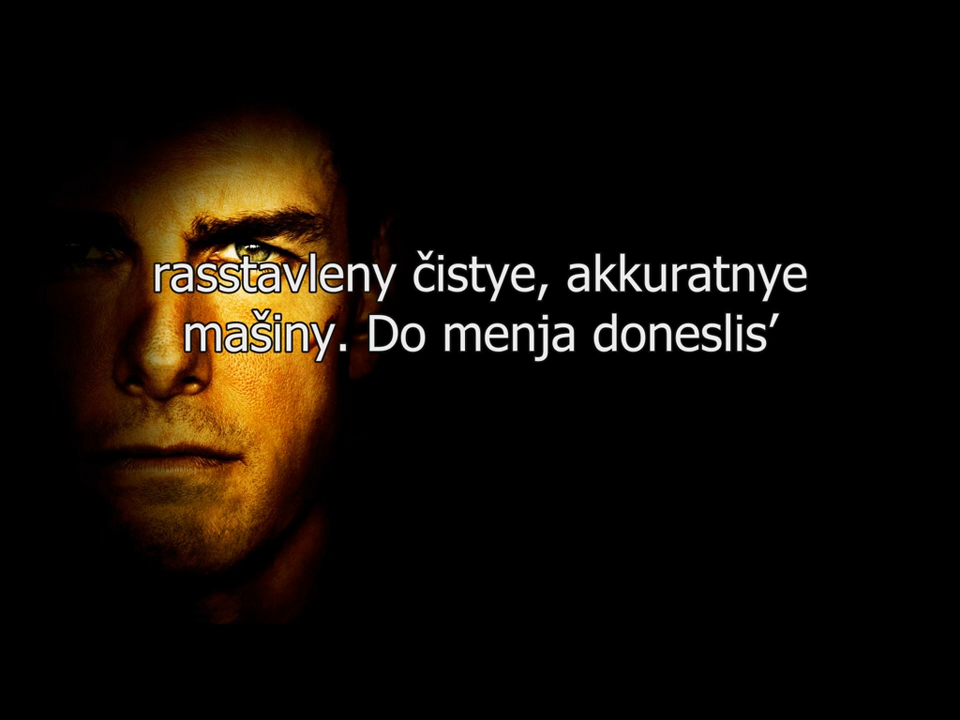 rasstavleny čistye, akkuratnye
mašiny. Do menja doneslis’